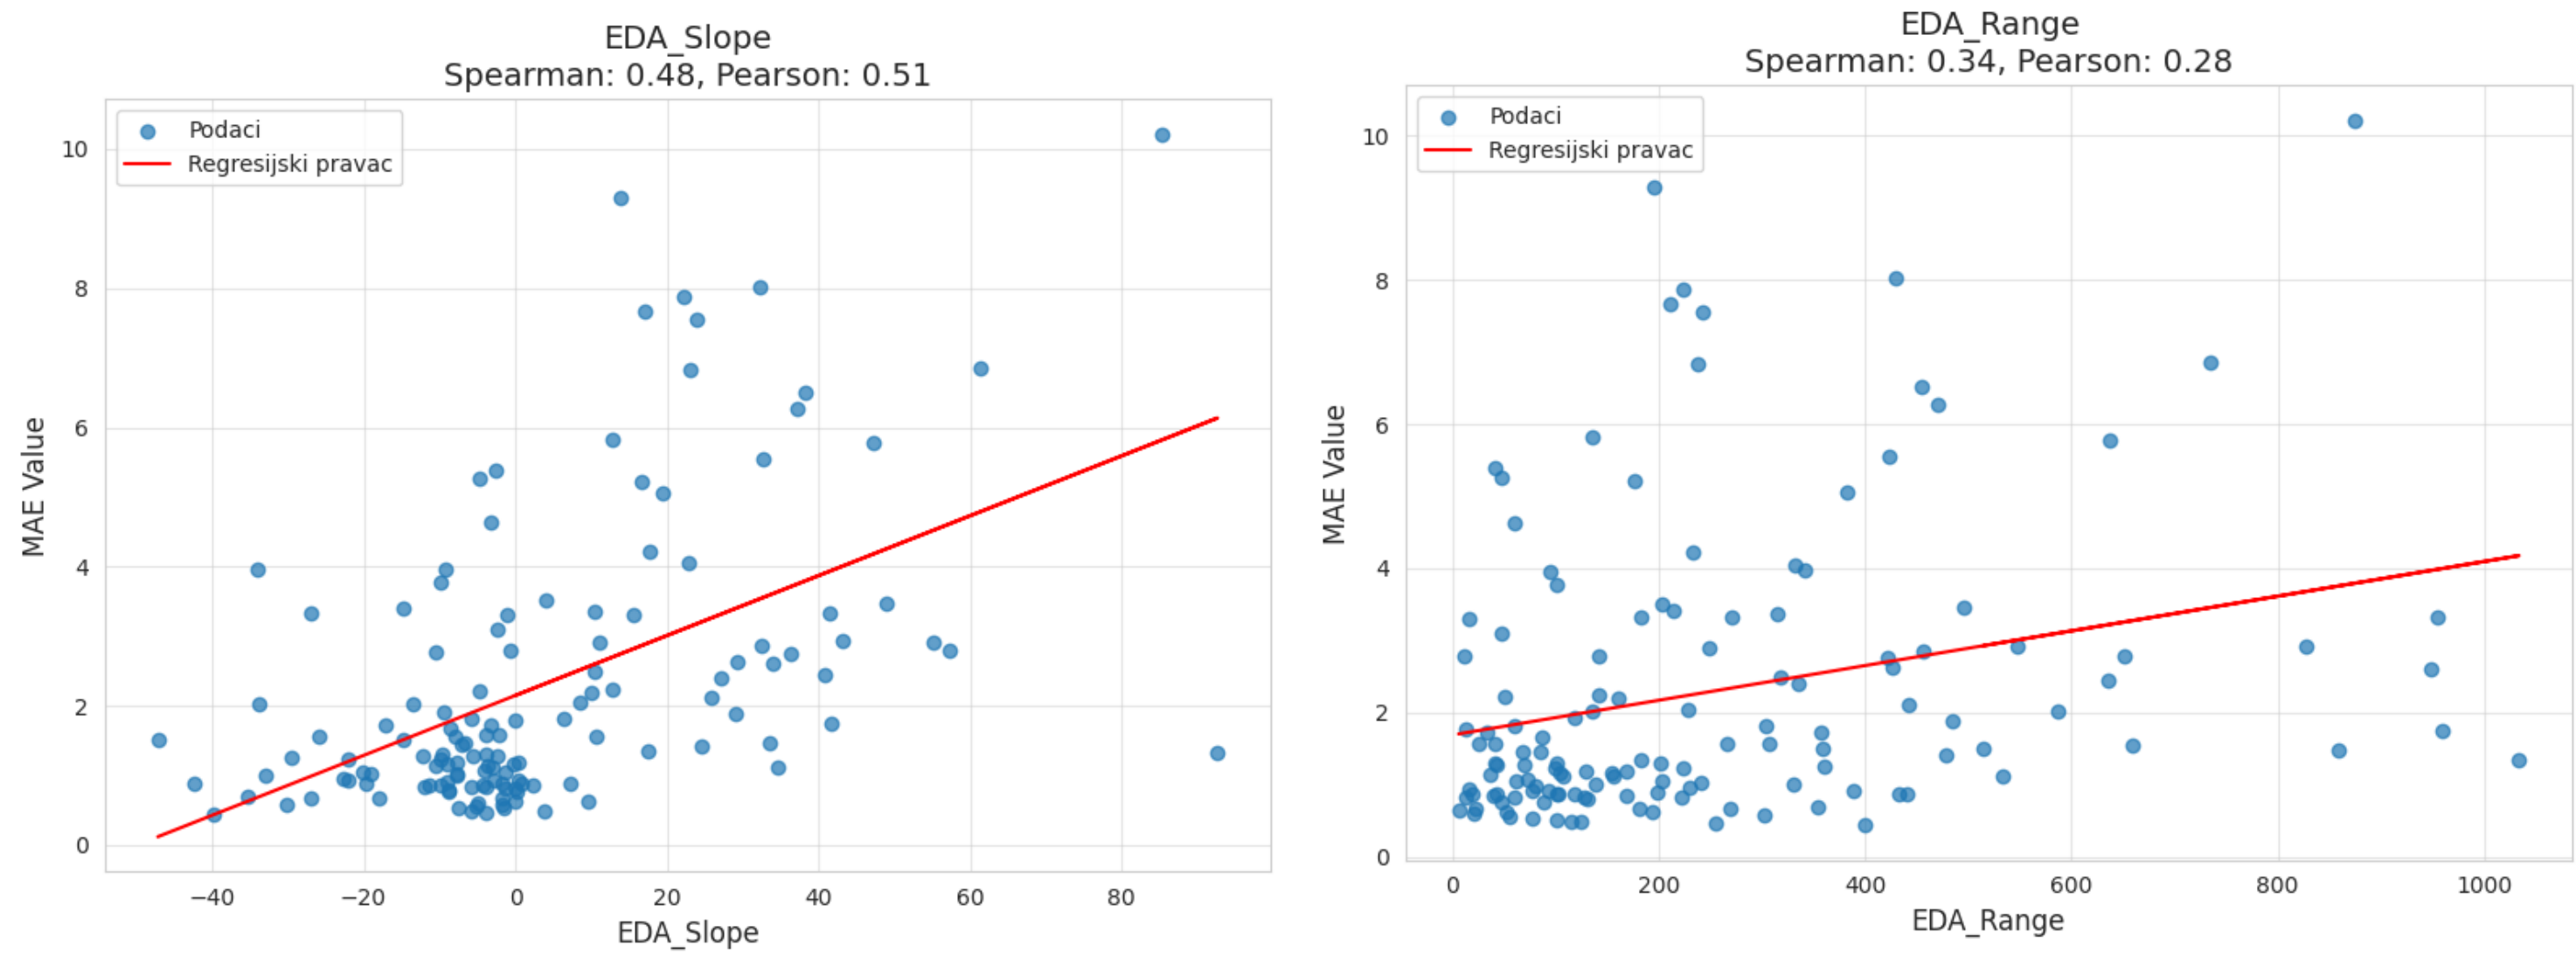 EDA_Slope
Spearman: 0.48, Pearson: 0.51
Podaci
Regresijski pravac
MAE Value
10
8
6
4
2
0
−40 −20 0 20 40 60 80
EDA_Slope
EDA_Range
Spearman: 0.34, Pearson: 0.28
Podaci
Regresijski pravac
MAE Value
10
8
6
4
2
0
0 200 400 600 800 1000
EDA_Range